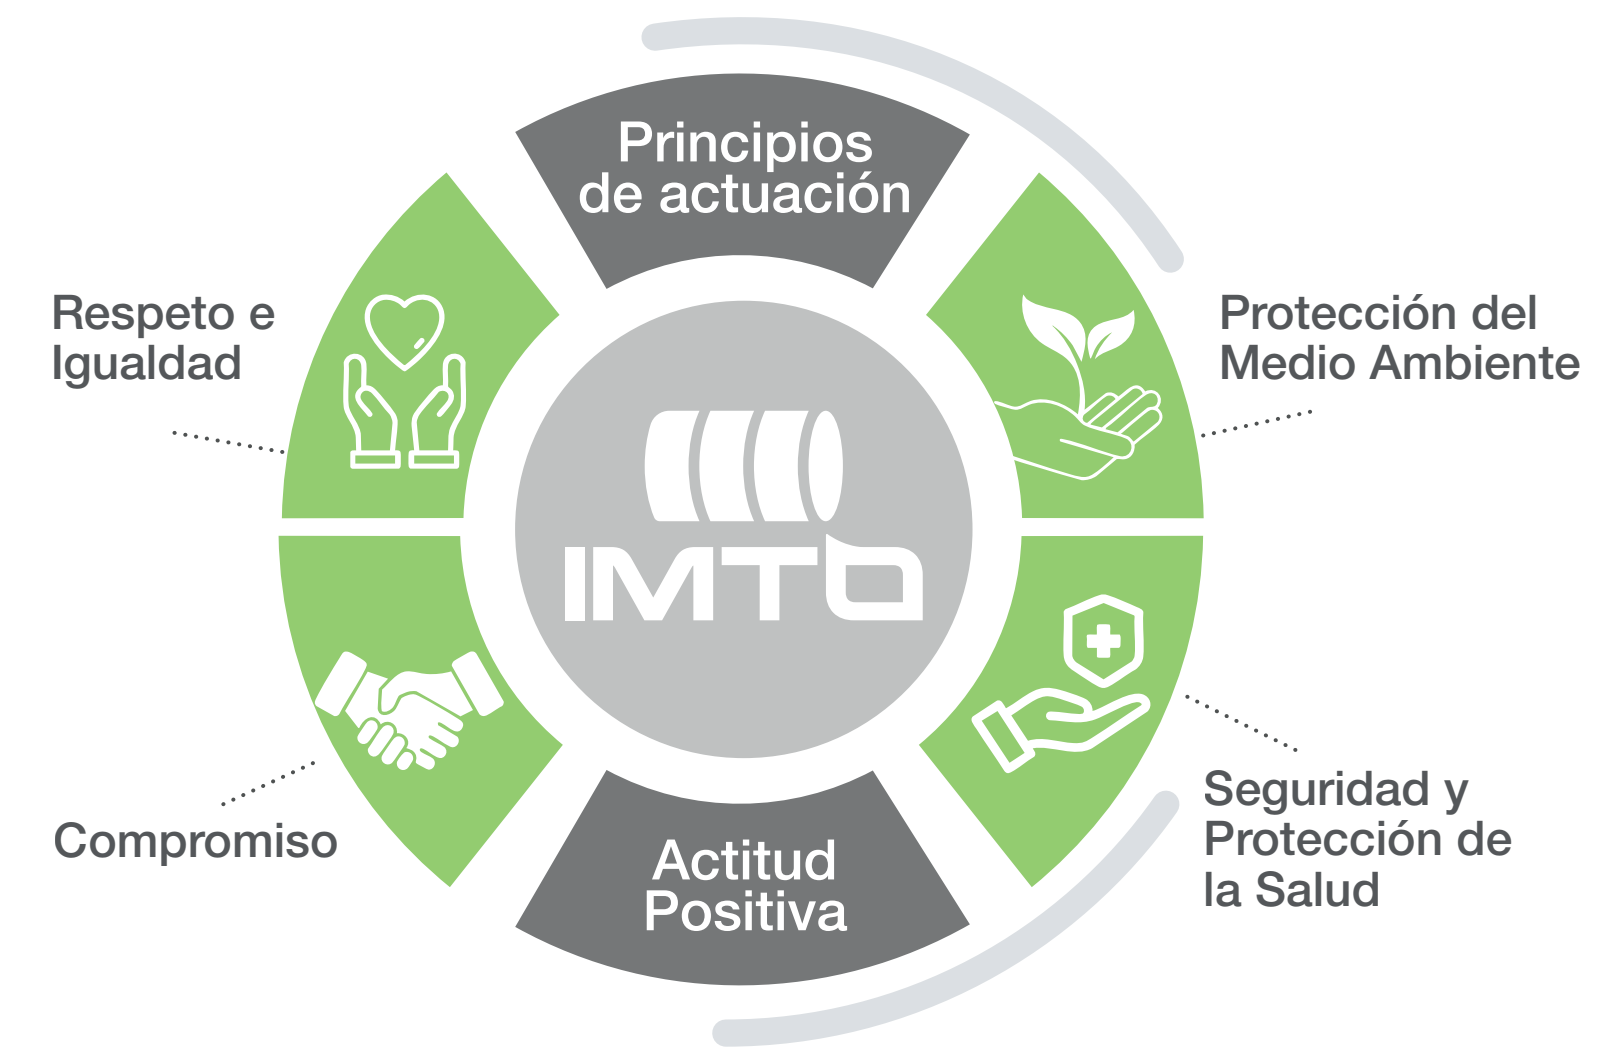 Principios
de actuación
Respeto e
Igualdad
Protección del
Medio Ambiente
IMTO
Compromiso
Seguridad y
Protección de
la Salud
Actitud
Positiva